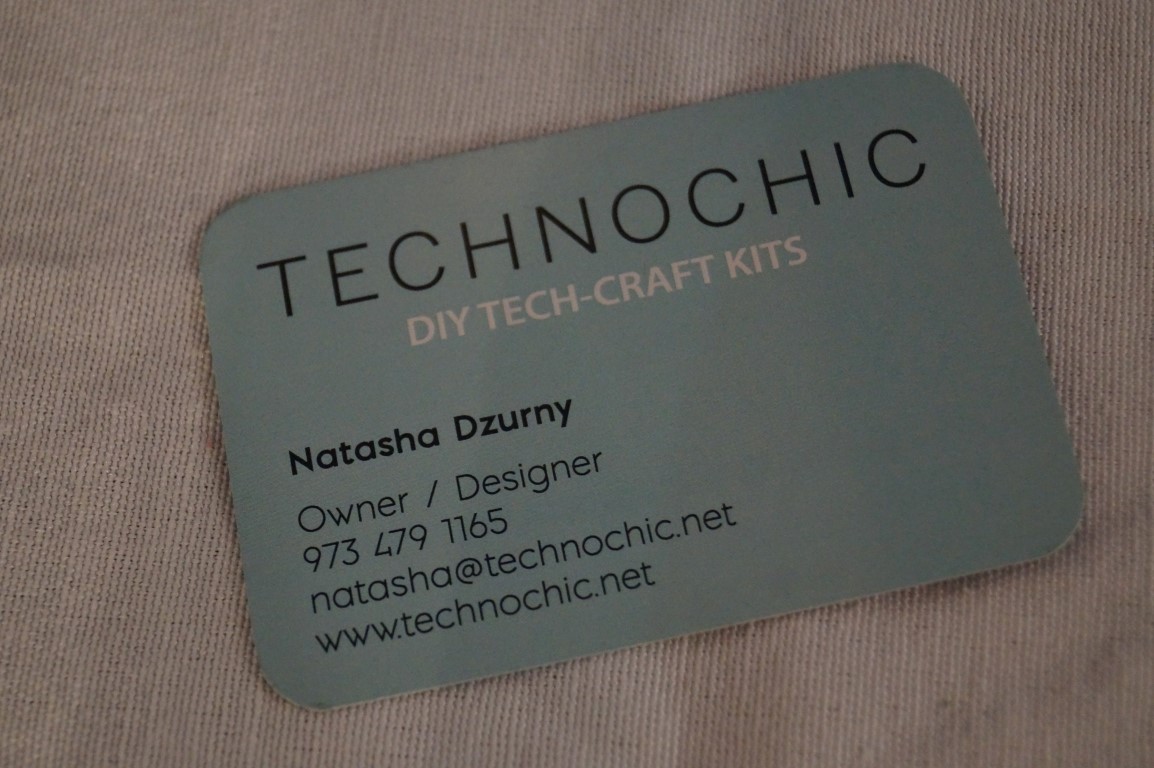 TECHNOCHIC
DIY TECH-CRAFT KITS
Natasha Dzurny
Owner / Designer
973 479 1165
natasha@technochic.net
www.technochic.net